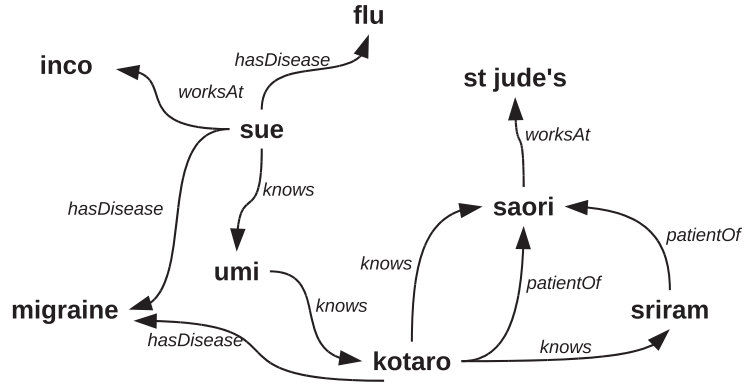 flu
hasDisease
inco
st jude's
worksAt
sue
worksAt
knows
hasDisease
saori
patientOf
knows
umi
patientOf
knows
migraine
sriram
hasDisease
knows
kotaro